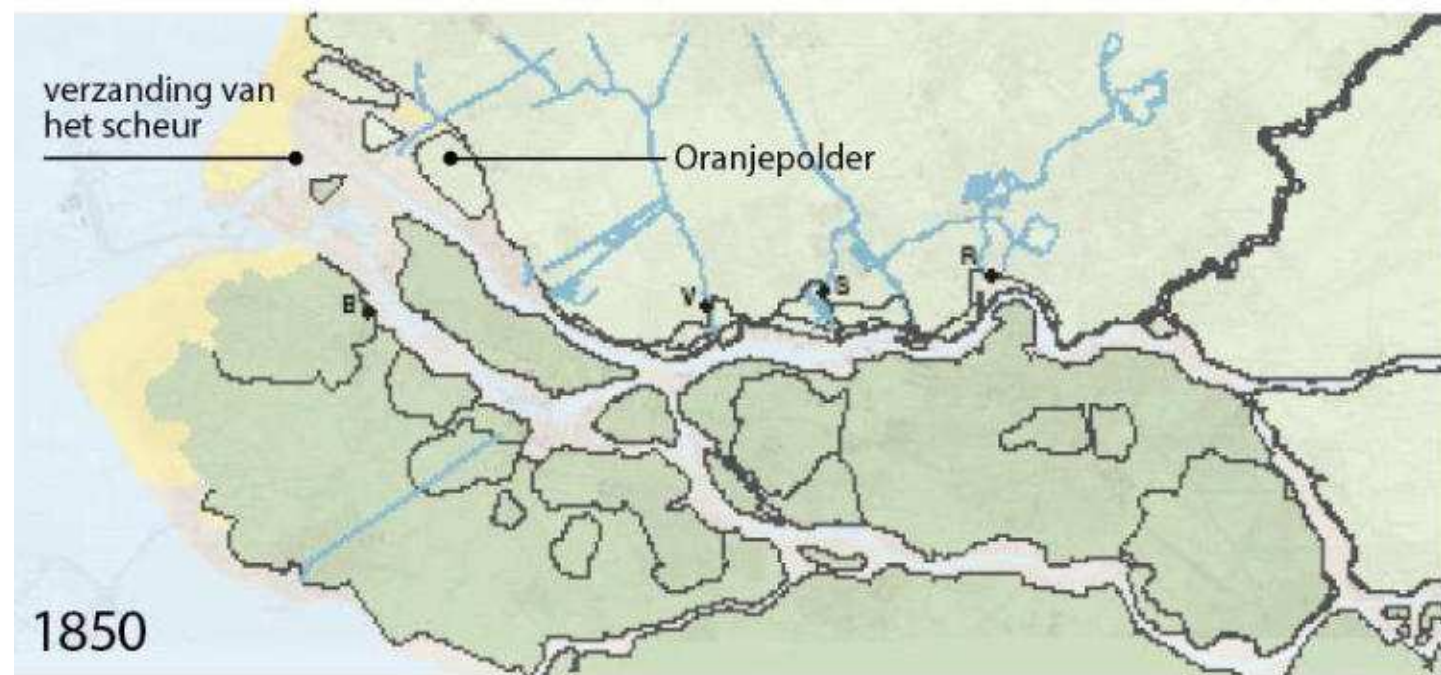 verzanding van
het scheur
Oranjepolder
R
V
S
B
1850